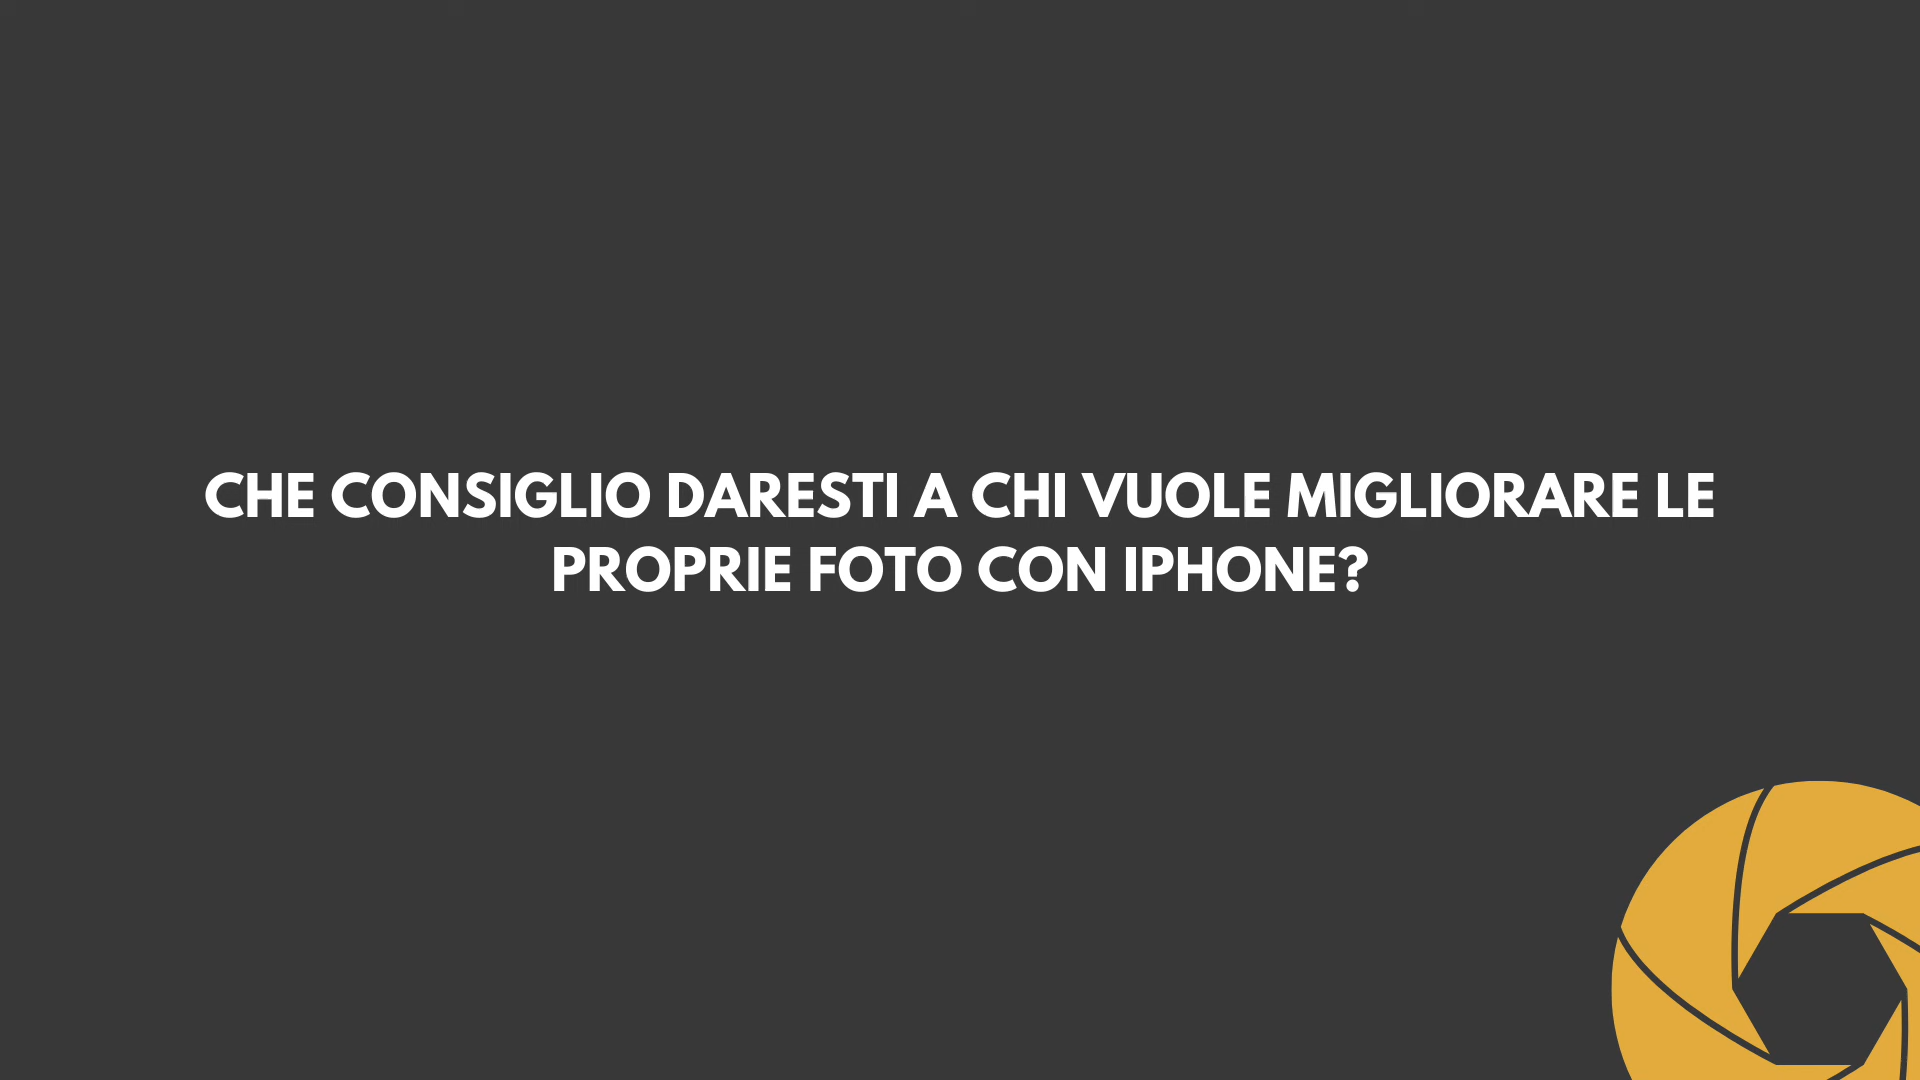 CHE CONSIGLIO DARESTI A CHI VUOLE MIGLIORARE LE
PROPRIE FOTO CON IPHONE?